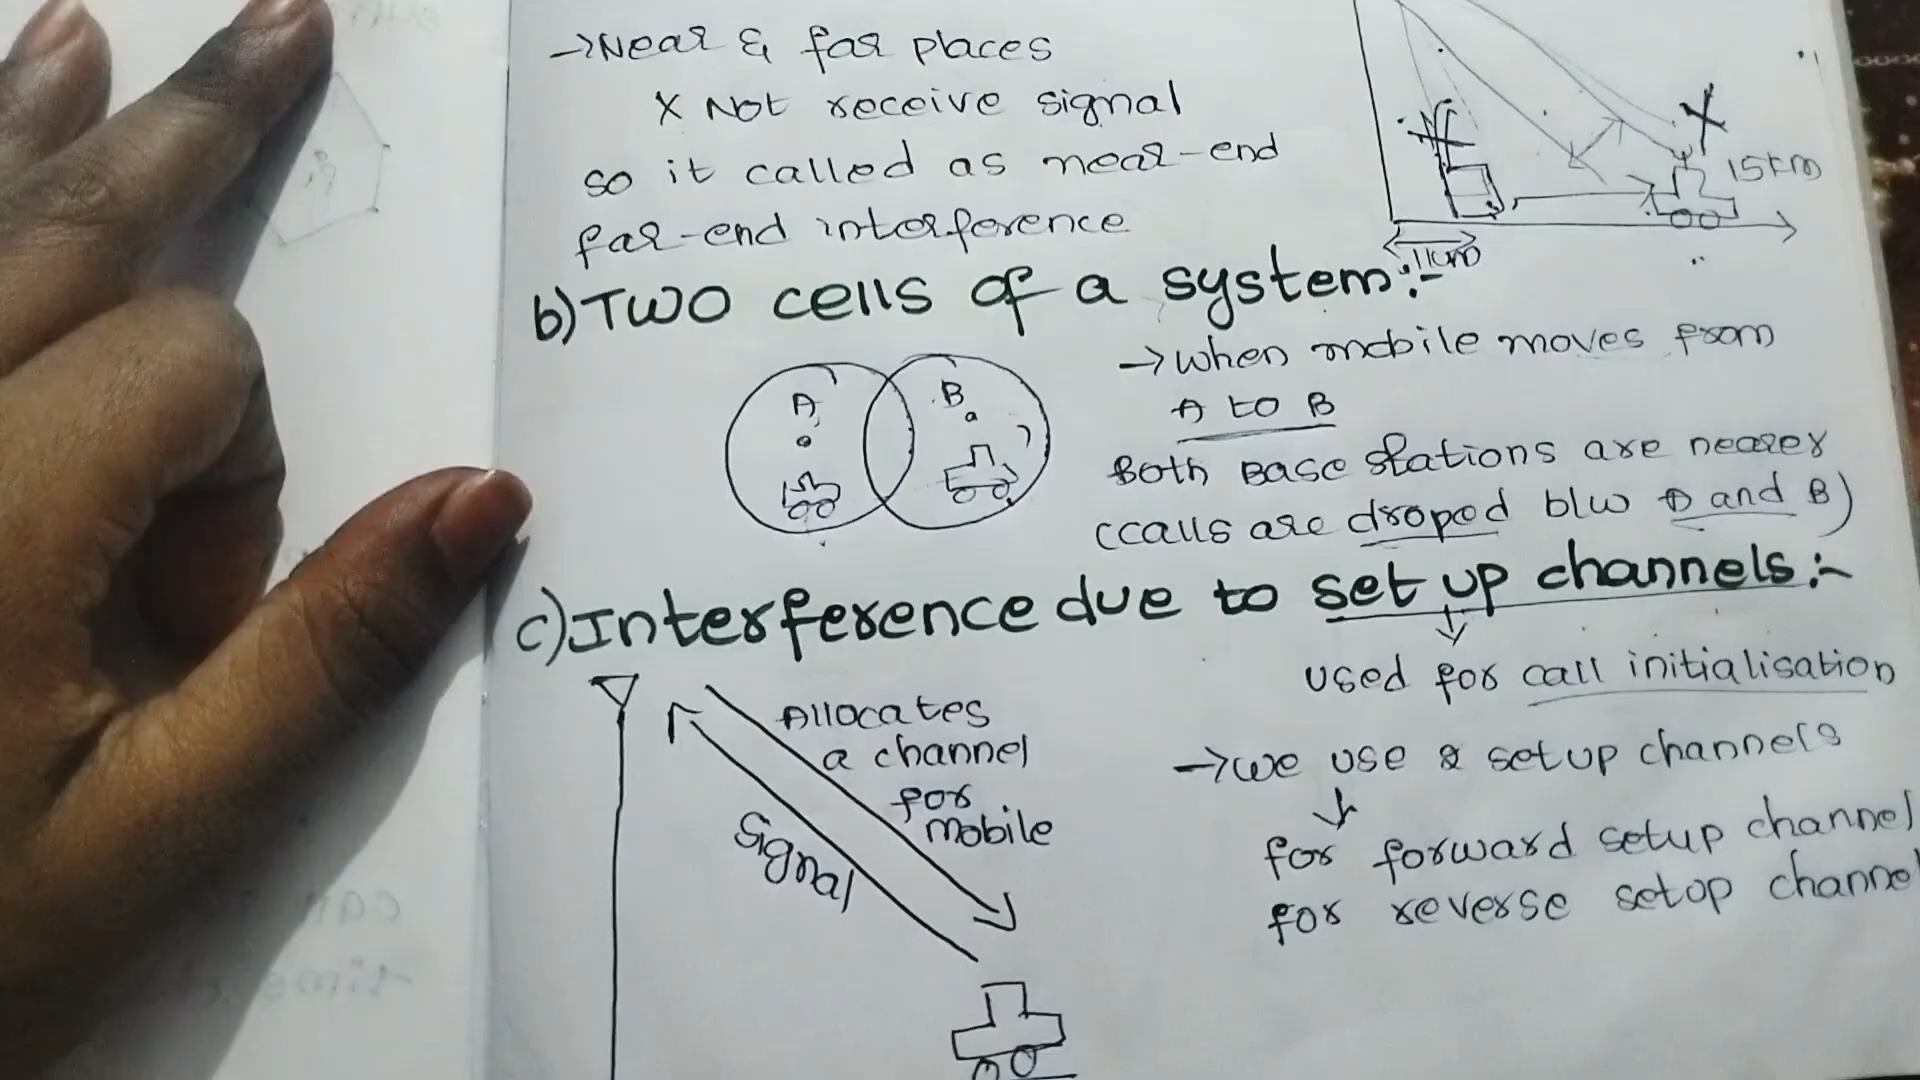 →Near & far places
X Not receive signal
so it called as near-end
far-end interference
15km
1km
b)Two cells of a system:-
A
B
→when mobile moves from
A to B
Both Base stations are nearer
(calls are droped b/w A and B)
c)Interference due to set up channels:-
used for call initialisation
Allocates
a channel
for
mobile
signal
→we use 2 setup channels
for forward setup channel
for reverse setup channel